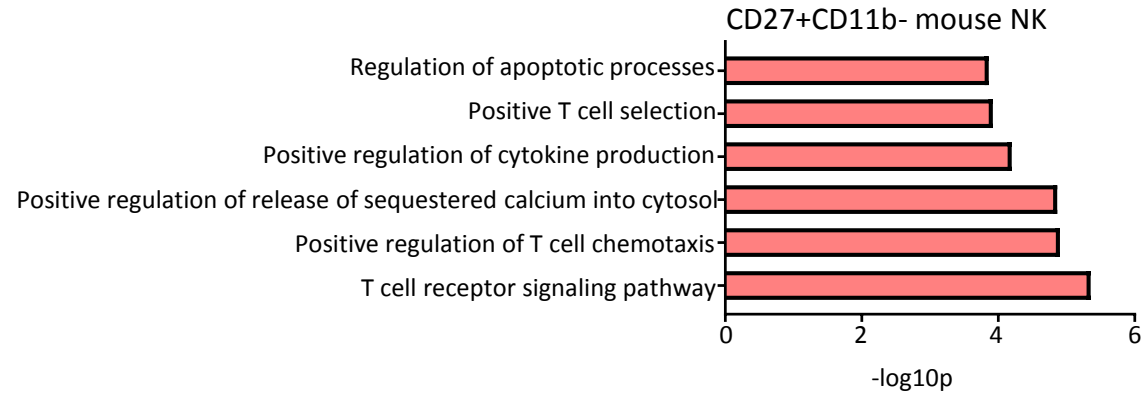 CD27+CD11b- mouse NK
Regulation of apoptotic processes
Positive T cell selection
Positive regulation of cytokine production
Positive regulation of release of sequestered calcium into cytosol
Positive regulation of T cell chemotaxis
T cell receptor signaling pathway
0 2 4 6
-log10p